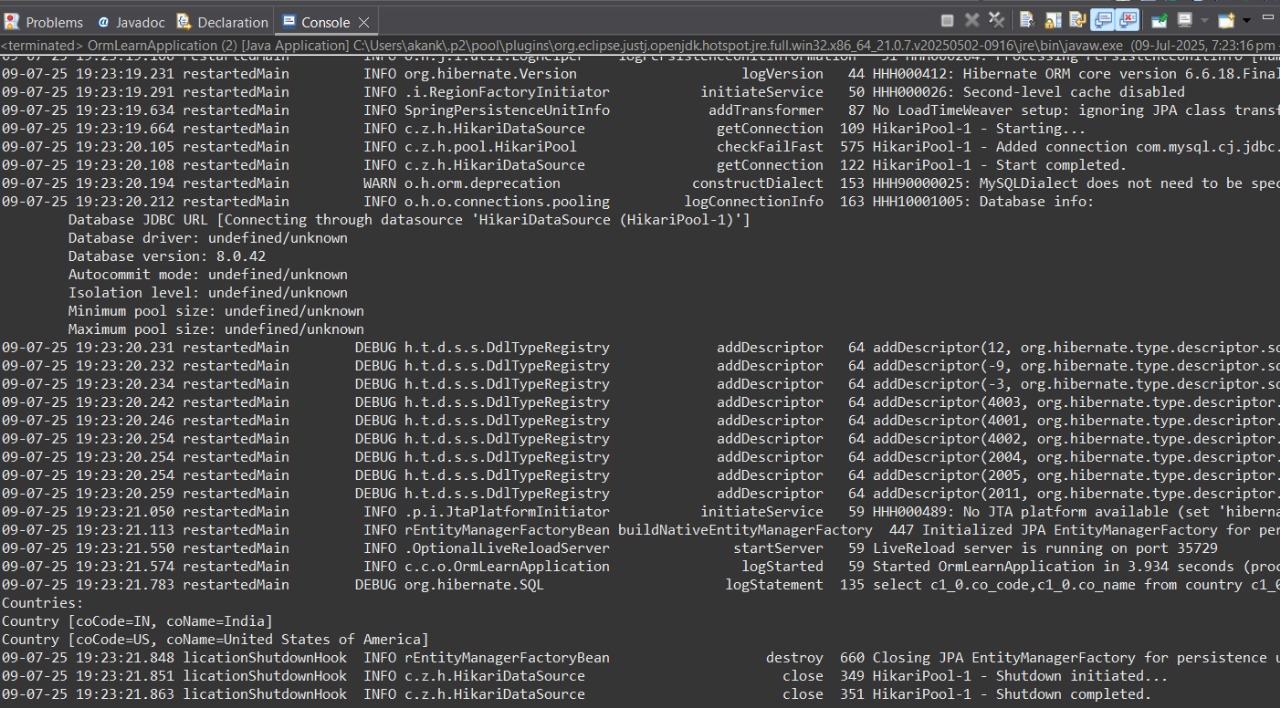 Problems @ Javadoc Declaration Console
<terminated> OrmLearnApplication (2) [Java Application] C:\Users\akank\.p2\pool\plugins\org.eclipse.justj.openjdk.hotspot.jre.full.win32.x86_64_21.0.7.v20250502-0916\jre\bin\javaw.exe (09-Jul-2025, 7:23:16 pm
09-07-25 19:23:19.231 restartedMain INFO org.hibernate.Version logVersion 44 HHH000412: Hibernate ORM core version 6.6.18.Final
09-07-25 19:23:19.291 restartedMain INFO .i.RegionFactoryInitiator initiateService 50 HHH000026: Second-level cache disabled
09-07-25 19:23:19.634 restartedMain INFO SpringPersistenceUnitInfo addTransformer 87 No LoadTimeWeaver setup: ignoring JPA class transf
09-07-25 19:23:19.664 restartedMain INFO c.z.h.HikariDataSource getConnection 109 HikariPool-1 - Starting...
09-07-25 19:23:20.105 restartedMain INFO c.z.h.pool.HikariPool checkFailFast 575 HikariPool-1 - Added connection com.mysql.cj.jdbc.
09-07-25 19:23:20.108 restartedMain INFO c.z.h.HikariDataSource getConnection 122 HikariPool-1 - Start completed.
09-07-25 19:23:20.194 restartedMain WARN o.h.orm.deprecation constructDialect 153 HHH90000025: MySQLDialect does not need to be spec
09-07-25 19:23:20.212 restartedMain INFO o.h.o.connections.pooling logConnectionInfo 163 HHH10001005: Database info:
Database JDBC URL [Connecting through datasource 'HikariDataSource (HikariPool-1)']
Database driver: undefined/unknown
Database version: 8.0.42
Autocommit mode: undefined/unknown
Isolation level: undefined/unknown
Minimum pool size: undefined/unknown
Maximum pool size: undefined/unknown
09-07-25 19:23:20.231 restartedMain DEBUG h.t.d.s.s.DdlTypeRegistry addDescriptor 64 addDescriptor(12, org.hibernate.type.descriptor.sq
09-07-25 19:23:20.232 restartedMain DEBUG h.t.d.s.s.DdlTypeRegistry addDescriptor 64 addDescriptor(-9, org.hibernate.type.descriptor.sq
09-07-25 19:23:20.234 restartedMain DEBUG h.t.d.s.s.DdlTypeRegistry addDescriptor 64 addDescriptor(-3, org.hibernate.type.descriptor.sq
09-07-25 19:23:20.242 restartedMain DEBUG h.t.d.s.s.DdlTypeRegistry addDescriptor 64 addDescriptor(4003, org.hibernate.type.descriptor.
09-07-25 19:23:20.246 restartedMain DEBUG h.t.d.s.s.DdlTypeRegistry addDescriptor 64 addDescriptor(4001, org.hibernate.type.descriptor.
09-07-25 19:23:20.254 restartedMain DEBUG h.t.d.s.s.DdlTypeRegistry addDescriptor 64 addDescriptor(4002, org.hibernate.type.descriptor.
09-07-25 19:23:20.254 restartedMain DEBUG h.t.d.s.s.DdlTypeRegistry addDescriptor 64 addDescriptor(2004, org.hibernate.type.descriptor.
09-07-25 19:23:20.254 restartedMain DEBUG h.t.d.s.s.DdlTypeRegistry addDescriptor 64 addDescriptor(2005, org.hibernate.type.descriptor.
09-07-25 19:23:20.259 restartedMain DEBUG h.t.d.s.s.DdlTypeRegistry addDescriptor 64 addDescriptor(2011, org.hibernate.type.descriptor.
09-07-25 19:23:21.050 restartedMain INFO .p.i.JtaPlatformInitiator initiateService 59 HHH000489: No JTA platform available (set 'hiberna
09-07-25 19:23:21.113 restartedMain INFO rEntityManagerFactoryBean buildNativeEntityManagerFactory 447 Initialized JPA EntityManagerFactory for per
09-07-25 19:23:21.550 restartedMain INFO .OptionalLiveReloadServer startServer 59 LiveReload server is running on port 35729
09-07-25 19:23:21.574 restartedMain INFO c.c.o.OrmLearnApplication logStarted 59 Started OrmLearnApplication in 3.934 seconds (proc
09-07-25 19:23:21.783 restartedMain DEBUG org.hibernate.SQL logStatement 135 select c1_0.co_code,c1_0.co_name from country c1_0
Countries:
Country [coCode=IN, coName=India]
Country [coCode=US, coName=United States of America]
09-07-25 19:23:21.848 licationShutdownHook INFO rEntityManagerFactoryBean destroy 660 Closing JPA EntityManagerFactory for persistence u
09-07-25 19:23:21.851 licationShutdownHook INFO c.z.h.HikariDataSource close 349 HikariPool-1 - Shutdown initiated...
09-07-25 19:23:21.863 licationShutdownHook INFO c.z.h.HikariDataSource close 351 HikariPool-1 - Shutdown completed.